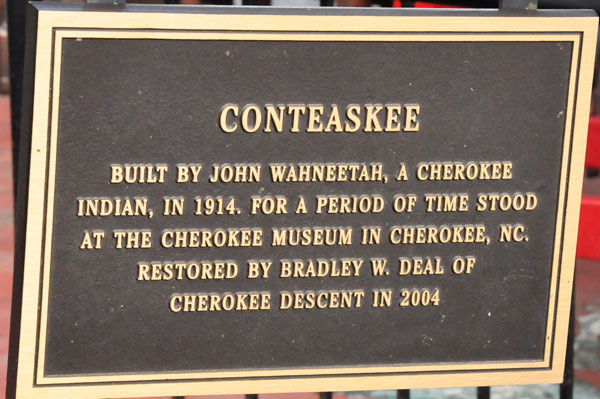 CONTEASKEE
BUILT BY JOHN WAHNEETAH, A CHEROKEE
INDIAN, IN 1914. FOR A PERIOD OF TIME STOOD
AT THE CHEROKEE MUSEUM IN CHEROKEE, NC.
RESTORED BY BRADLEY W. DEAL OF
CHEROKEE DESCENT IN 2004